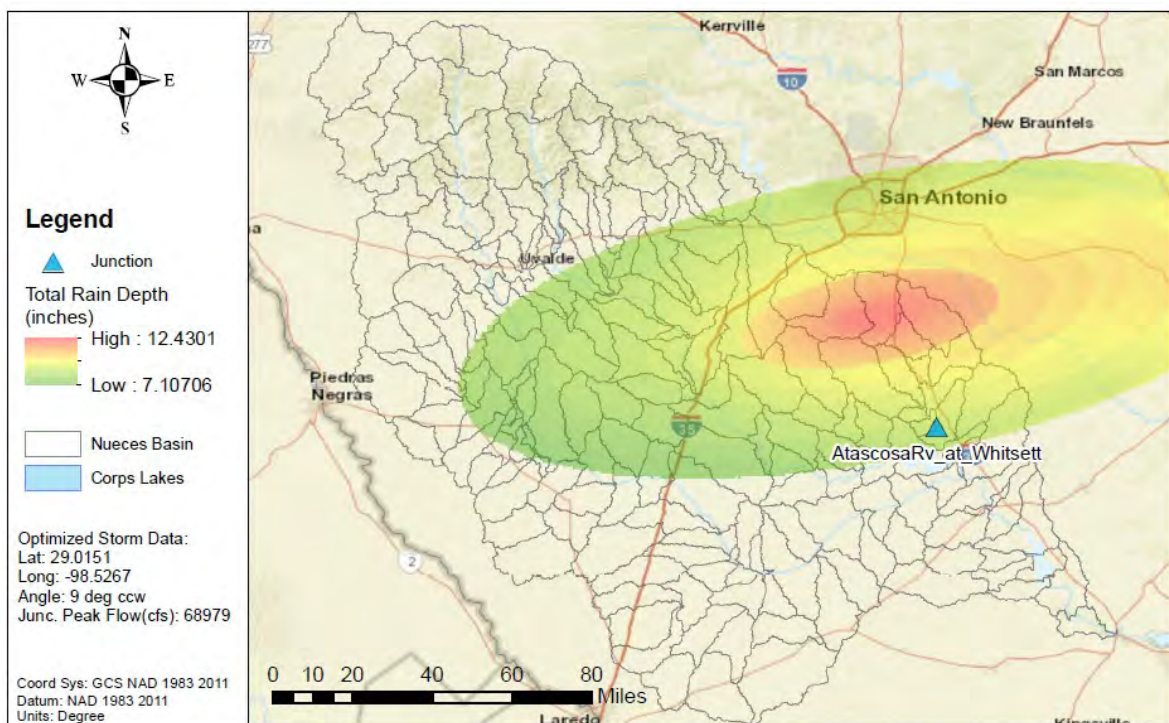 N
W E
S
Legend
Junction
Total Rain Depth
(inches)
High : 12.4301
Low : 7.10706
Nueces Basin
Corps Lakes
Optimized Storm Data:
Lat: 29.0151
Long: -98.5267
Angle: 9 deg ccw
Junc. Peak Flow(cfs): 68979
Coord Sys: GCS NAD 1983 2011
Datum: NAD 1983 2011
Units: Degree
277
Kerrville
10
San Marcos
New Braunfels
San Antonio
Uvalde
Piedras
Negras
35
AtascosaRv_at_Whitsett
2
0 10 20 40 60 80
Miles
Laredo
Kingsville